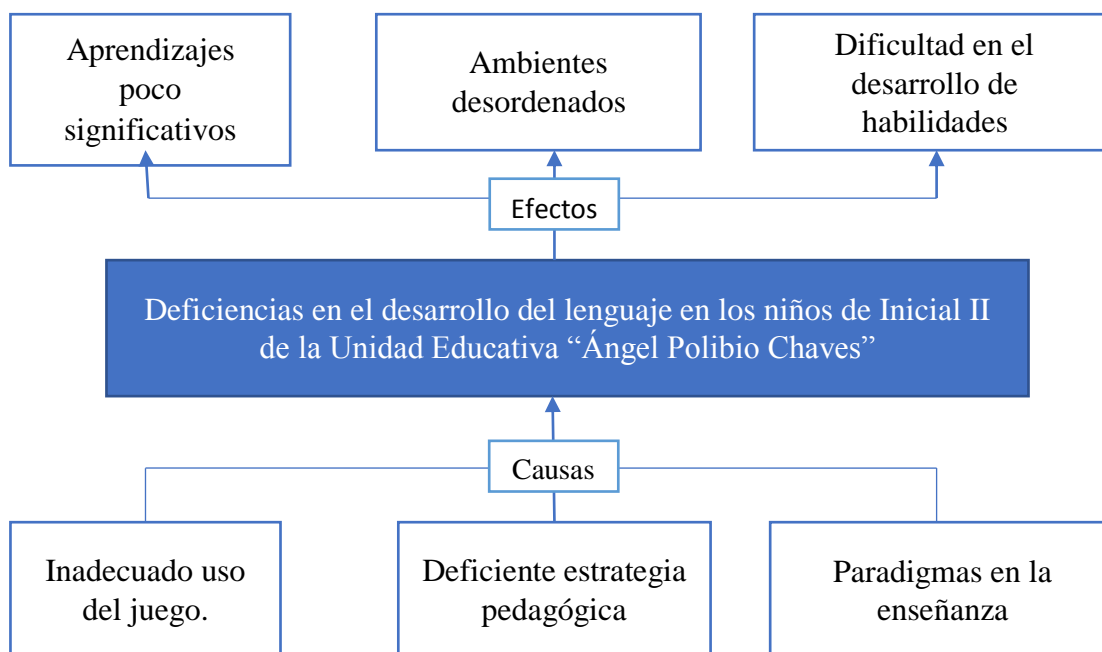 Aprendizajes
poco
significativos
Ambientes
desordenados
Dificultad en el
desarrollo de
habilidades
Efectos
Deficiencias en el desarrollo del lenguaje en los niños de Inicial II
de la Unidad Educativa “Ángel Polibio Chaves”
Causas
Inadecuado uso
del juego.
Deficiente estrategia
pedagógica
Paradigmas en la
enseñanza